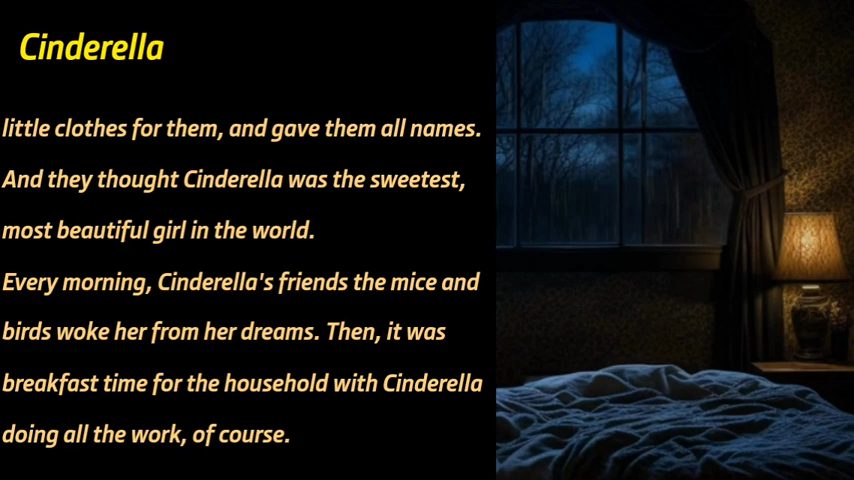 Cinderella
little clothes for them, and gave them all names.
And they thought Cinderella was the sweetest,
most beautiful girl in the world.
Every morning, Cinderella's friends the mice and
birds woke her from her dreams. Then, it was
breakfast time for the household with Cinderella
doing all the work, of course.